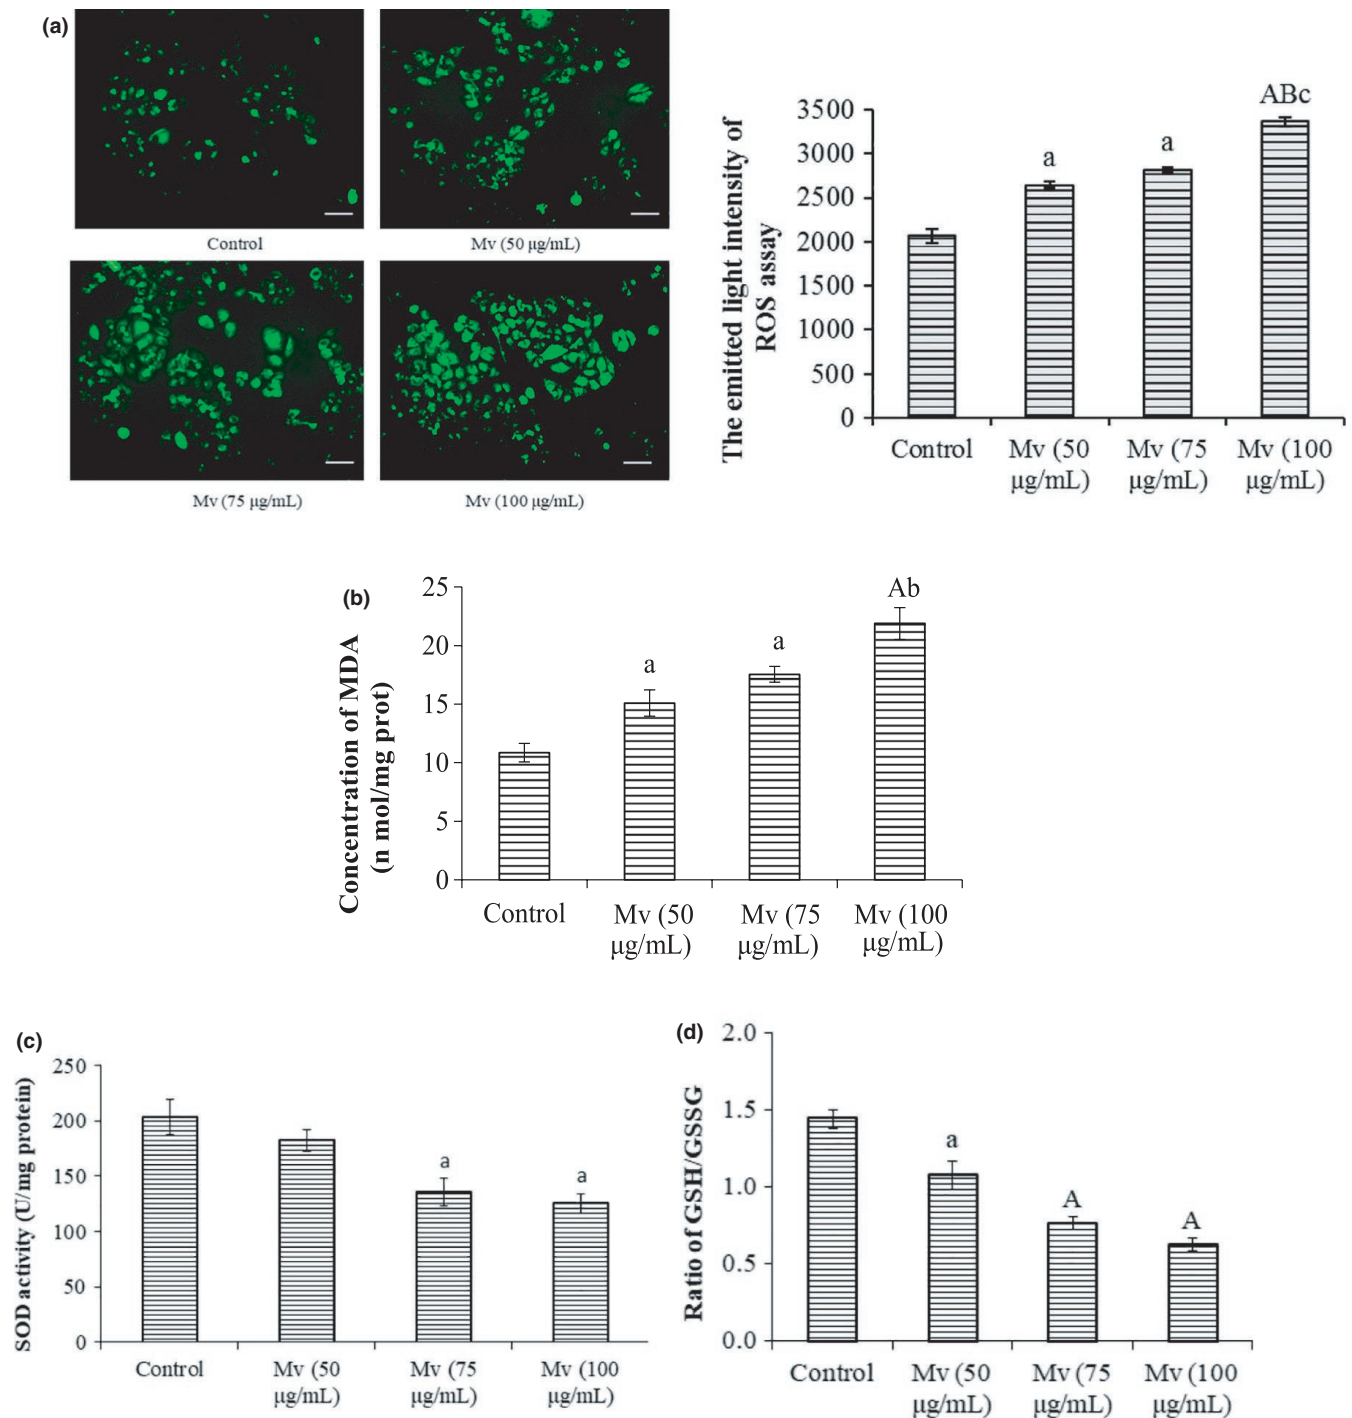 (a)
Control
Mv (50 μg/mL)
Mv (75 μg/mL)
Mv (100 μg/mL)
The emitted light intensity of
ROS assay
3500
3000
2500
2000
1500
1000
500
0
a
a
ABc
Control
Mv (50
μg/mL)
Mv (75
μg/mL)
Mv (100
μg/mL)
(b)
Concentration of MDA
(n mol/mg prot)
25
20
15
10
5
0
a
a
Ab
Control
Mv (50
μg/mL)
Mv (75
μg/mL)
Mv (100
μg/mL)
(c)
SOD activity (U/mg protein)
250
200
150
100
50
0
a
a
Control
Mv (50
μg/mL)
Mv (75
μg/mL)
Mv (100
μg/mL)
(d)
Ratio of GSH/GSSG
2.0
1.5
1.0
0.5
0.0
a
A
A
Control
Mv (50
μg/mL)
Mv (75
μg/mL)
Mv (100
μg/mL)